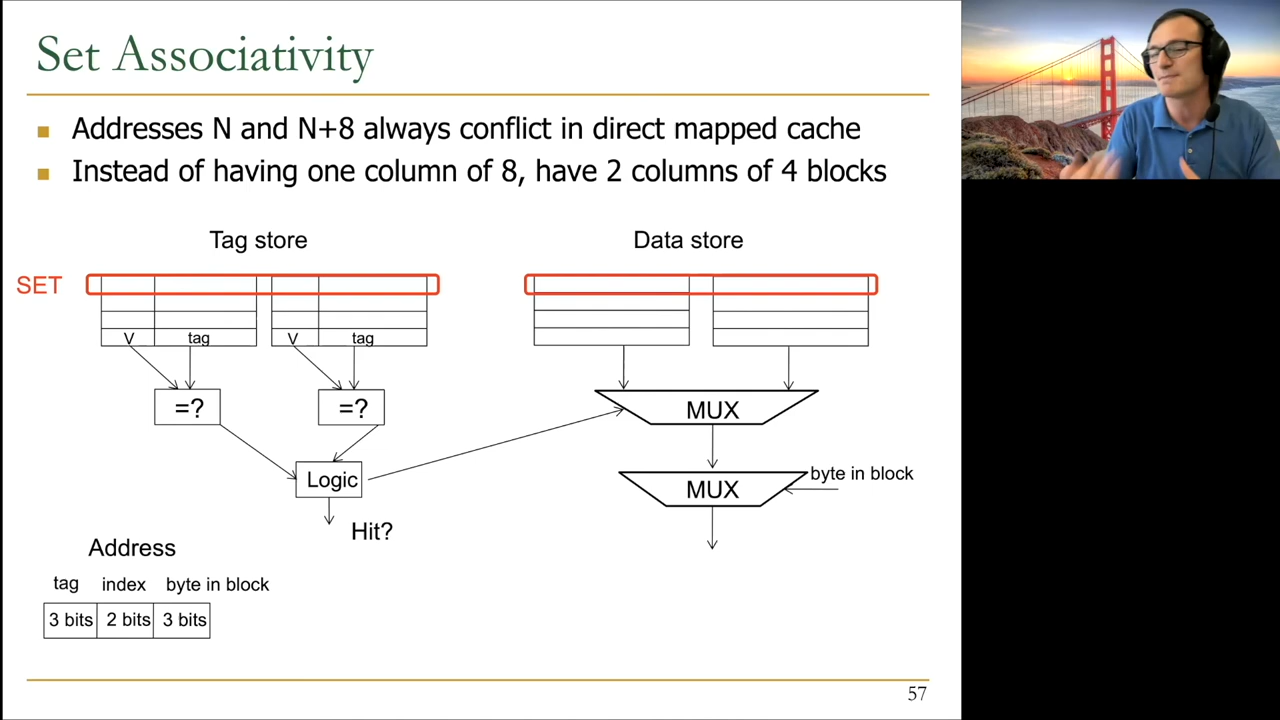 Set Associativity
Addresses N and N+8 always conflict in direct mapped cache
Instead of having one column of 8, have 2 columns of 4 blocks
Tag store
Data store
SET
V tag V tag
=? =?
MUX
Logic
byte in block
MUX
Hit?
Address
tag index byte in block
3 bits 2 bits 3 bits
57